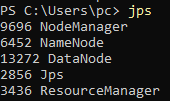 PS C:\Users\pc> jps
9696 NodeManager
6452 NameNode
13272 DataNode
2856 Jps
3436 ResourceManager